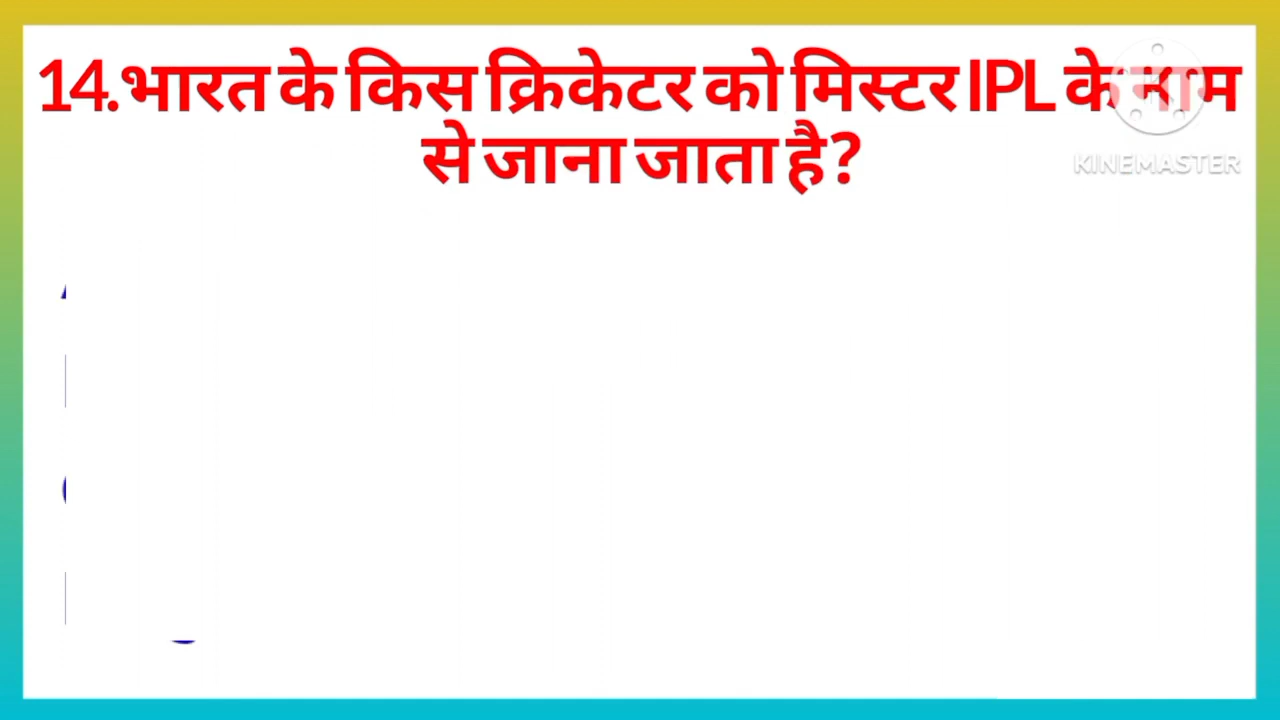 14.भारत के किस क्रिकेटर को मिस्टर IPL के नाम
से जाना जाता है?
KINEMASTER